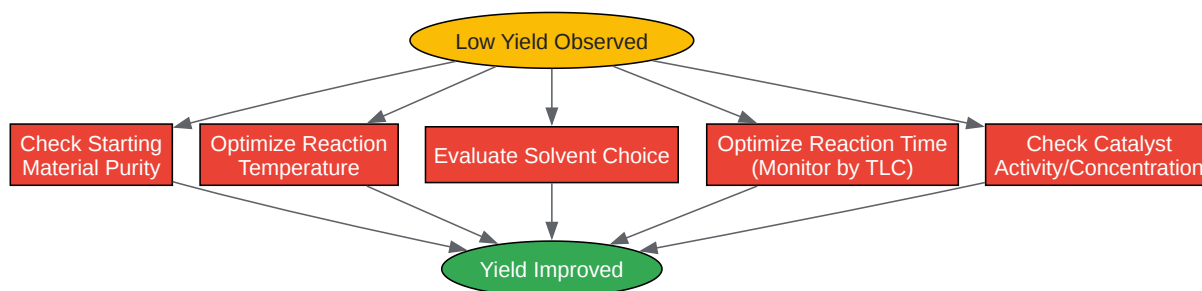 Low Yield Observed
Check Starting
Material Purity
Optimize Reaction
Temperature
Evaluate Solvent Choice
Optimize Reaction Time
(Monitor by TLC)
Check Catalyst
Activity/Concentration
Yield Improved